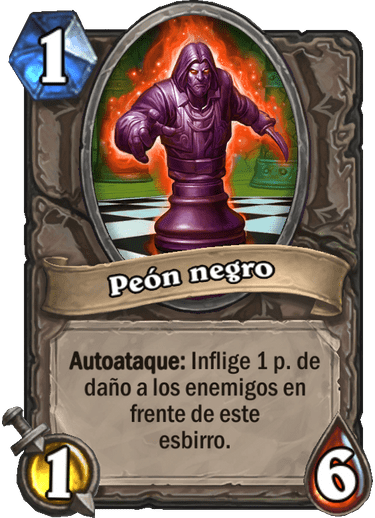 1
Peón negro
Autoataque: Inflige 1 p. de
daño a los enemigos en
frente de este
esbirro.
1
6